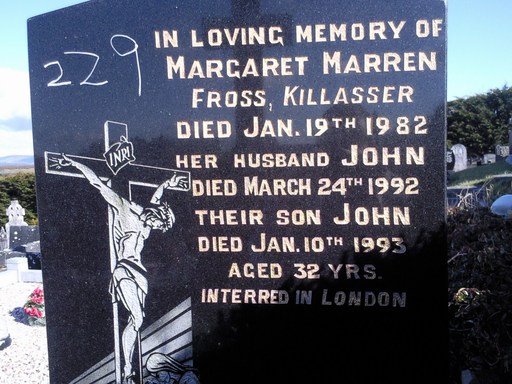 229
IN LOVING MEMORY OF
MARGARET MARREN
FROSS, KILLASSER
DIED JAN. 19TH 1982
HER HUSBAND JOHN
DIED MARCH 24TH 1992
THEIR SON JOHN
DIED JAN. 10TH 1993
AGED 32 YRS.
INTERRED IN LONDON
INRI